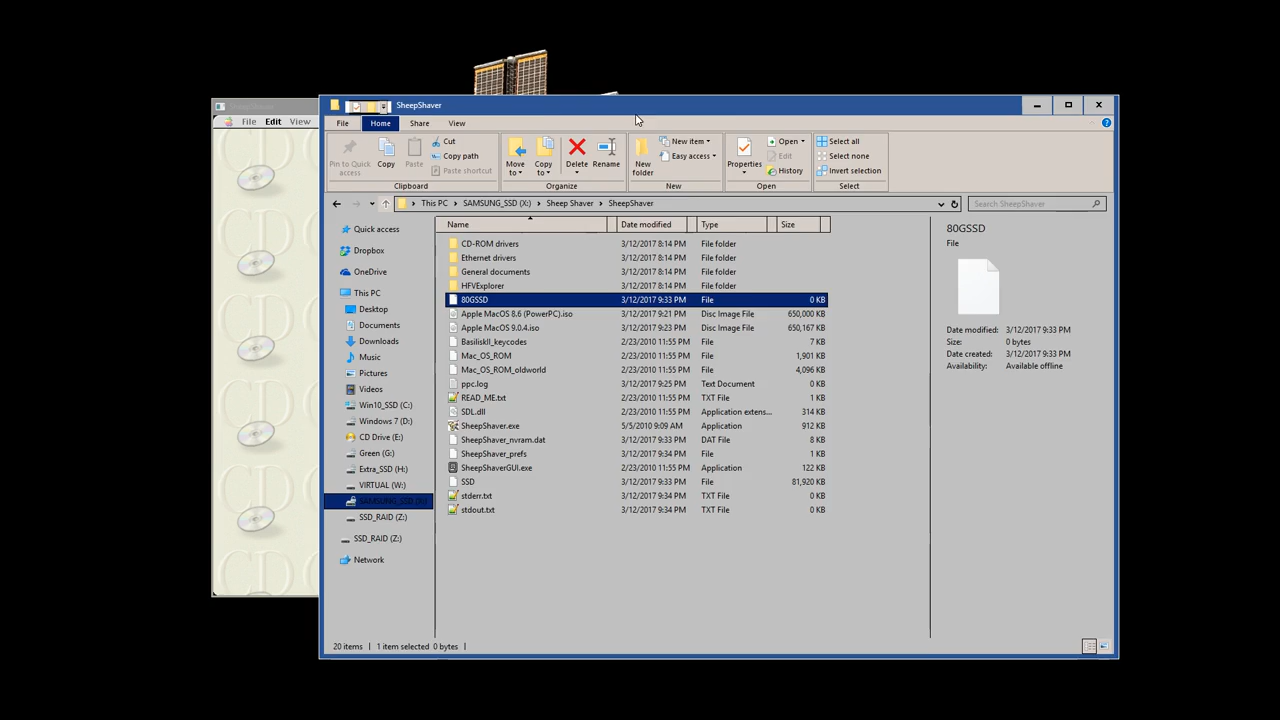 SheepShaver
File Edit View
SheepShaver
File Home Share View
Pin to Quick access
Copy
Paste
Cut
Copy path
Paste shortcut
Clipboard
Move to
Copy to
Delete
Rename
Organize
New folder
New item
Easy access
New
Properties
Open
Edit
History
Open
Select all
Select none
Invert selection
Select
This PC SAMSUNG_SSD (X:) Sheep Shaver SheepShaver
Search SheepShaver
Quick access
Dropbox
OneDrive
This PC
Desktop
Documents
Downloads
Music
Pictures
Videos
Win10_SSD (C:)
Windows 7 (D:)
CD Drive (E:)
Green (G:)
Extra_SSD (H:)
VIRTUAL (W:)
SAMSUNG_SSD (X:)
SSD_RAID (Z:)
SSD_RAID (Z:)
Network
Name Date modified Type Size
CD-ROM drivers 3/12/2017 8:14 PM File folder
Ethernet drivers 3/12/2017 8:14 PM File folder
General documents 3/12/2017 8:14 PM File folder
HFVExplorer 3/12/2017 8:14 PM File folder
80GSSD 3/12/2017 9:33 PM File 0 KB
Apple MacOS 8.6 (PowerPC).iso 3/12/2017 9:21 PM Disc Image File 650,000 KB
Apple MacOS 9.0.4.iso 3/12/2017 9:23 PM Disc Image File 650,167 KB
BasiliskII_keycodes 2/23/2010 11:55 PM File 7 KB
Mac_OS_ROM 2/23/2010 11:55 PM File 1,901 KB
Mac_OS_ROM_oldworld 2/23/2010 11:55 PM File 4,096 KB
ppc.log 3/12/2017 9:25 PM Text Document 0 KB
READ_ME.txt 2/23/2010 11:55 PM TXT File 1 KB
SDL.dll 2/23/2010 11:55 PM Application extens... 314 KB
SheepShaver.exe 5/5/2010 9:09 AM Application 912 KB
SheepShaver_nvram.dat 3/12/2017 9:33 PM DAT File 8 KB
SheepShaver_prefs 3/12/2017 9:33 PM File 1 KB
SheepShaverGUI.exe 2/23/2010 11:55 PM Application 122 KB
SSD 3/12/2017 9:33 PM File 81,920 KB
stderr.txt 3/12/2017 9:34 PM TXT File 0 KB
stdout.txt 3/12/2017 9:34 PM TXT File 0 KB
80GSSD
File
Date modified: 3/12/2017 9:33 PM
Size: 0 bytes
Date created: 3/12/2017 9:33 PM
Availability: Available offline
20 items 1 item selected 0 bytes